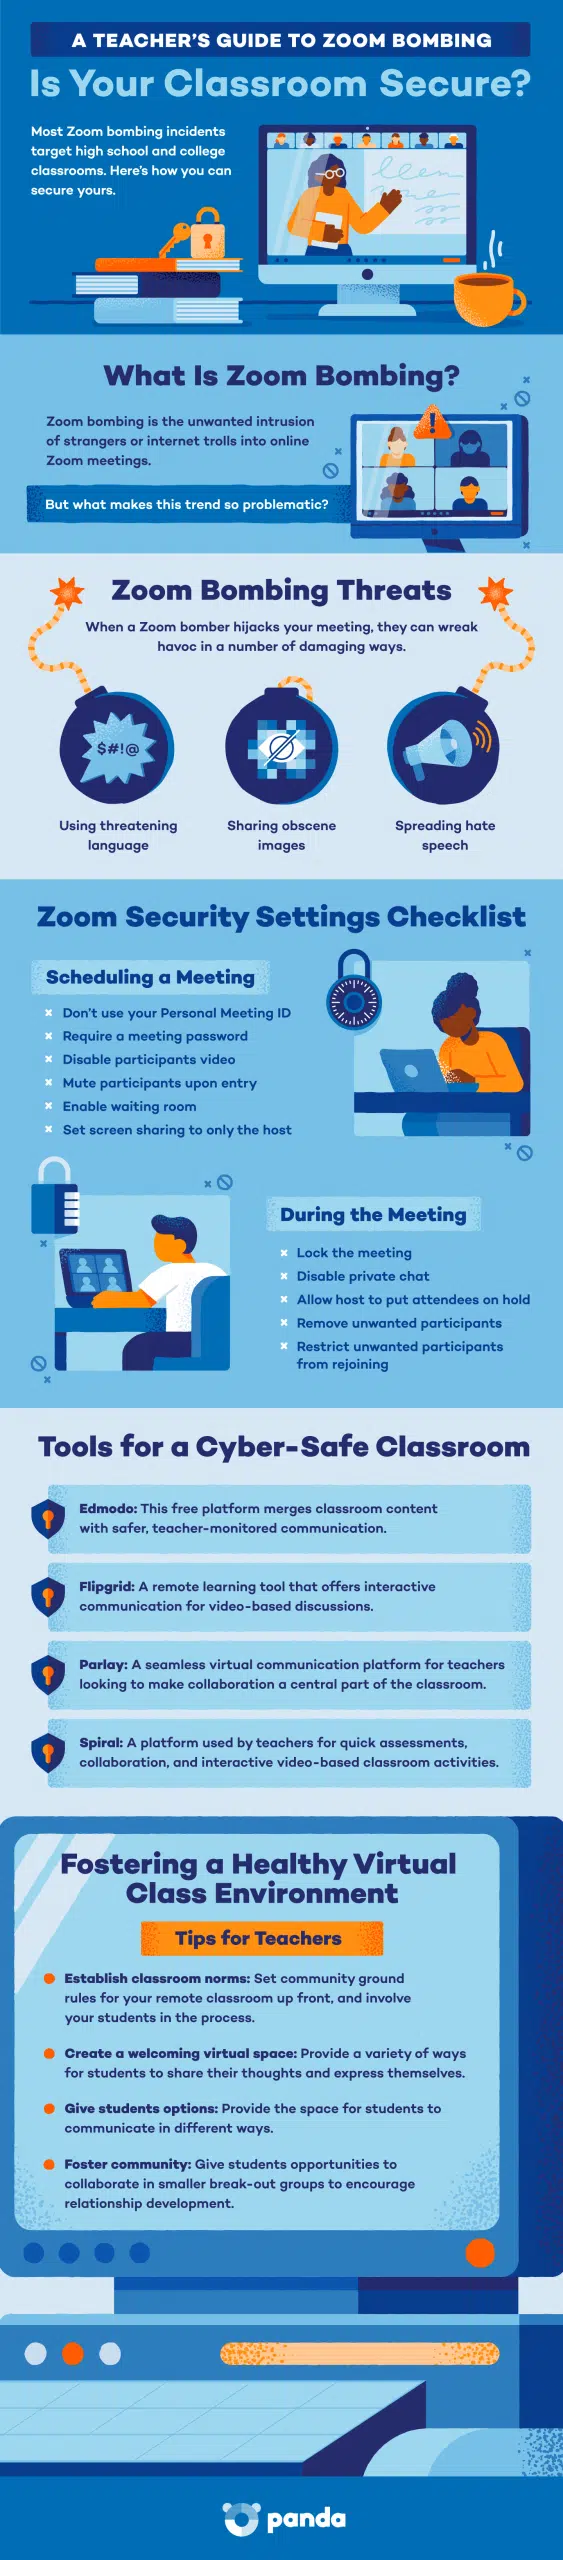 A TEACHER'S GUIDE TO ZOOM BOMBING
Is Your Classroom Secure?
Most Zoom bombing incidents
target high school and college
classrooms. Here's how you can
secure yours.
What Is Zoom Bombing?
Zoom bombing is the unwanted intrusion
of strangers or internet trolls into online
Zoom meetings.
But what makes this trend so problematic?
Zoom Bombing Threats
When a Zoom bomber hijacks your meeting, they can wreak
havoc in a number of damaging ways.
$#!@
Using threatening
language
Sharing obscene
images
Spreading hate
speech
Zoom Security Settings Checklist
Scheduling a Meeting
Don't use your Personal Meeting ID
Require a meeting password
Disable participants video
Mute participants upon entry
Enable waiting room
Set screen sharing to only the host
During the Meeting
Lock the meeting
Disable private chat
Allow host to put attendees on hold
Remove unwanted participants
Restrict unwanted participants
from rejoining
Tools for a Cyber-Safe Classroom
Edmodo: This free platform merges classroom content
with safer, teacher-monitored communication.
Flipgrid: A remote learning tool that offers interactive
communication for video-based discussions.
Parlay: A seamless virtual communication platform for teachers
looking to make collaboration a central part of the classroom.
Spiral: A platform used by teachers for quick assessments,
collaboration, and interactive video-based classroom activities.
Fostering a Healthy Virtual
Class Environment
Tips for Teachers
Establish classroom norms: Set community ground
rules for your remote classroom up front, and involve
your students in the process.
Create a welcoming virtual space: Provide a variety of ways
for students to share their thoughts and express themselves.
Give students options: Provide the space for students to
communicate in different ways.
Foster community: Give students opportunities to
collaborate in smaller break-out groups to encourage
relationship development.
panda